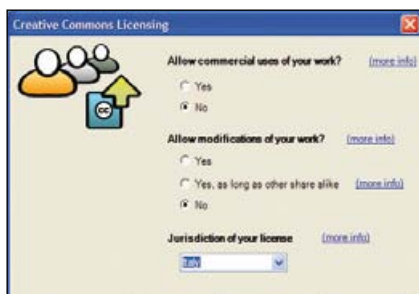 Creative Commons Licensing
Allow commercial uses of your work? (more info)
Yes
No
Allow modifications of your work? (more info)
Yes
Yes, as long as other share alike (more info)
No
Jurisdiction of your license (more info)
Italy
cc